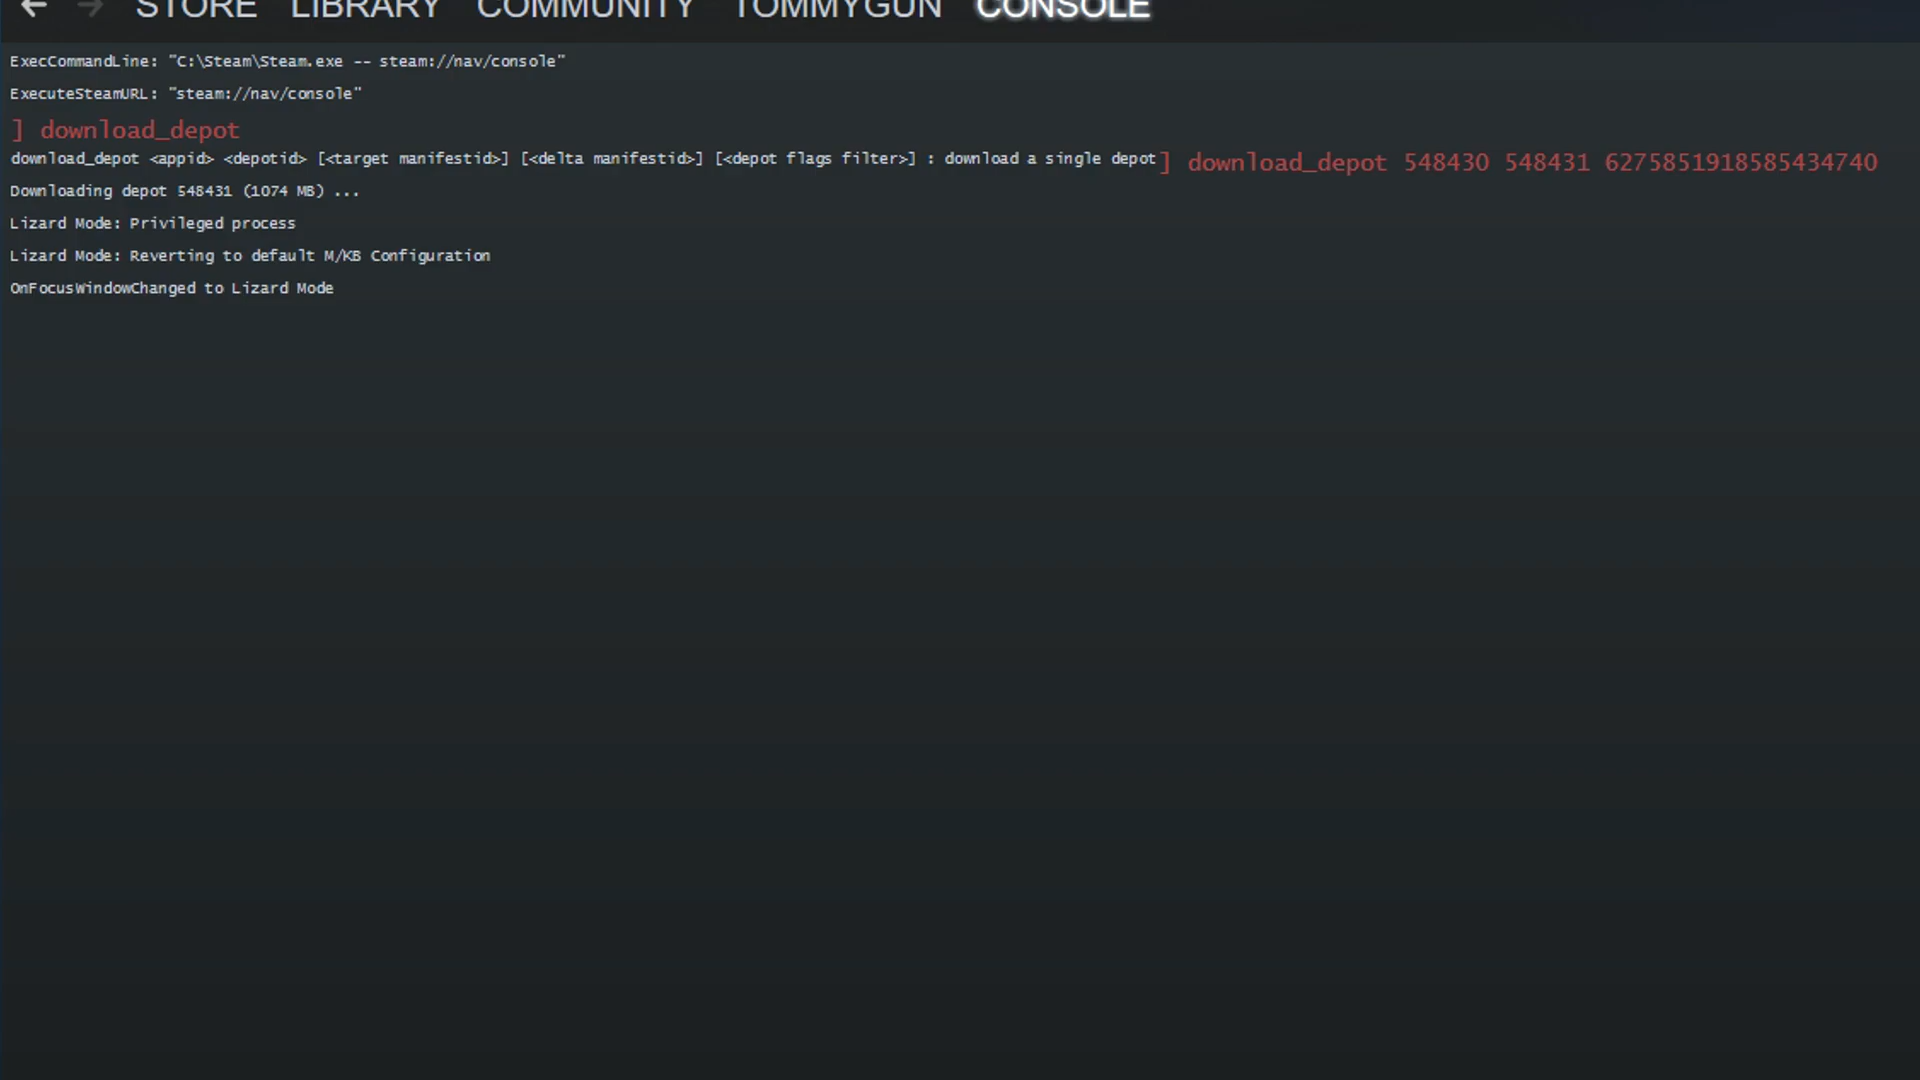 STORE LIBRARY COMMUNITY TOMMYGUN CONSOLE
ExecCommandLine: "C:\Steam\Steam.exe -- steam://nav/console"
ExecuteSteamURL: "steam://nav/console"
] download_depot
download_depot <appid> <depotid> [<target manifestid>] [<delta manifestid>] [<depot flags filter>] : download a single depot] download_depot 548430 548431 6275851918585434740
Downloading depot 548431 (1074 MB) ...
Lizard Mode: Privileged process
Lizard Mode: Reverting to default M/KB Configuration
OnFocusWindowChanged to Lizard Mode